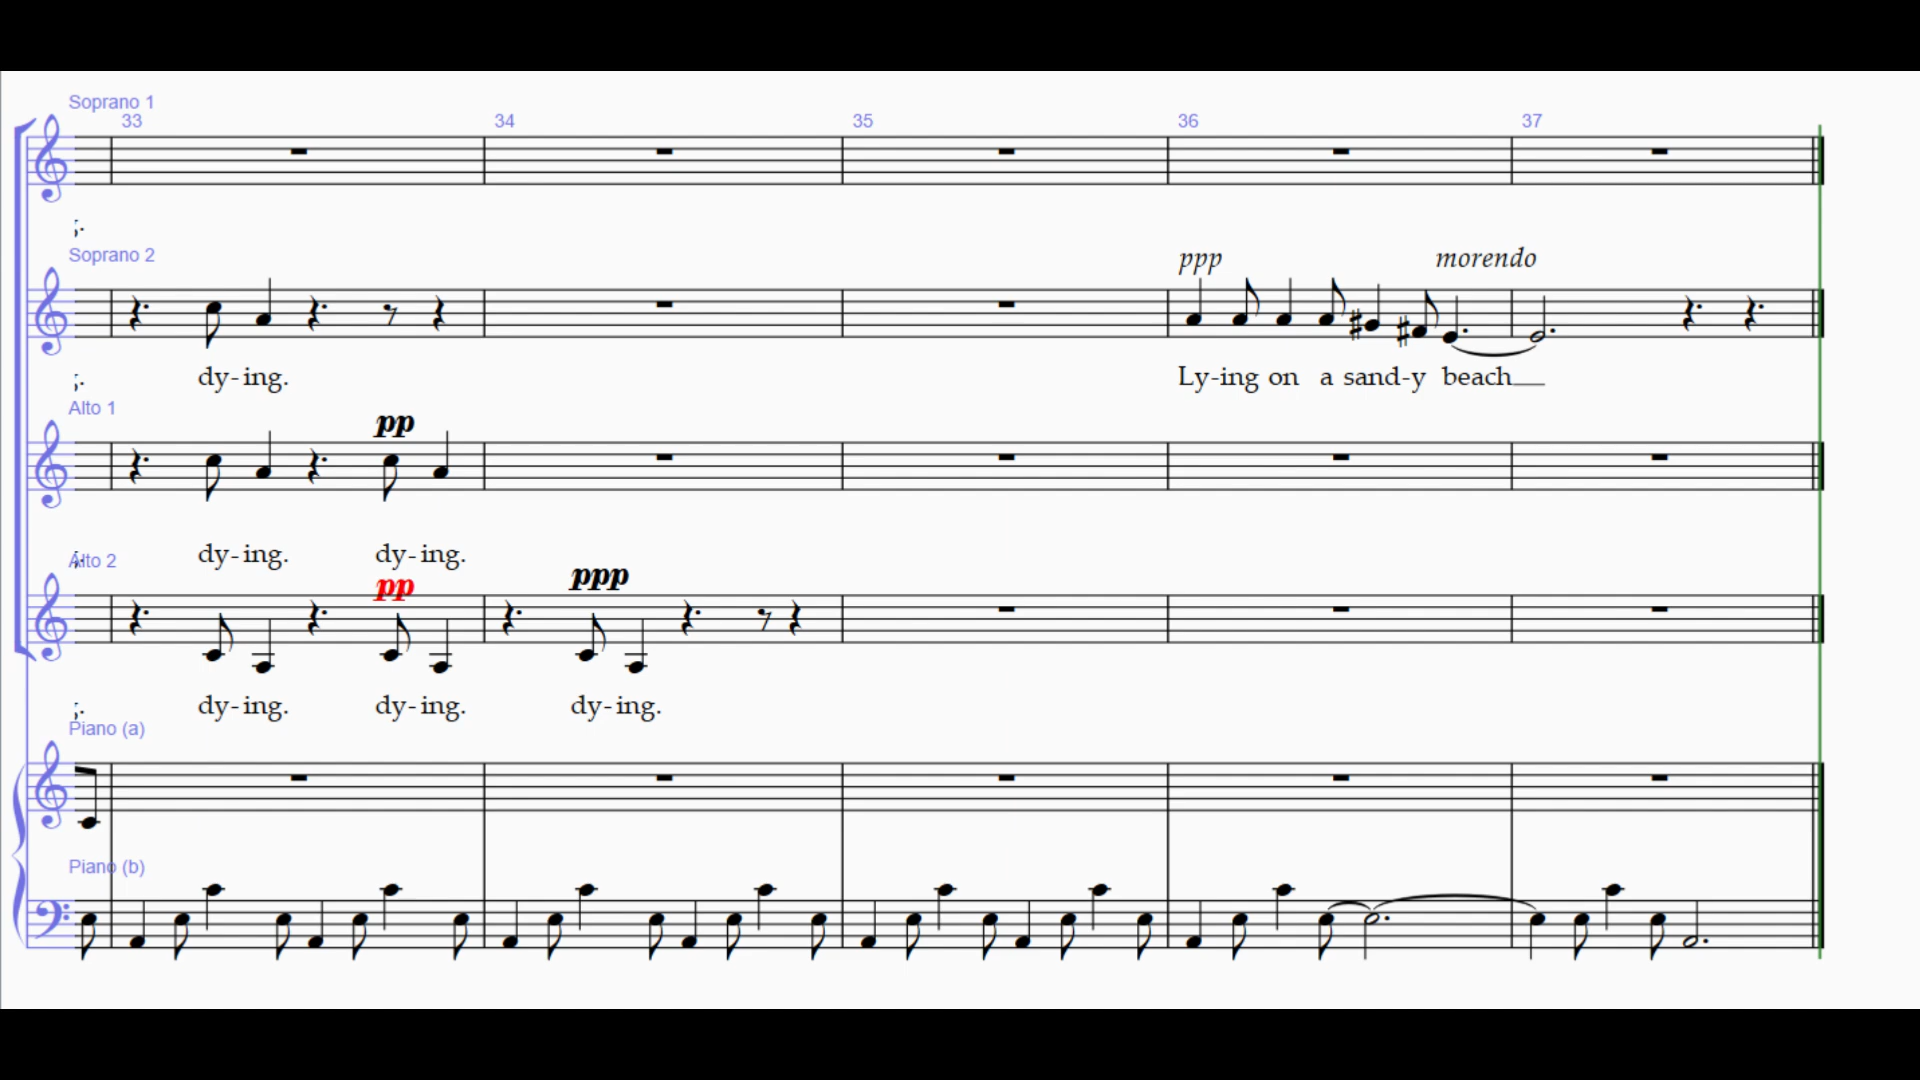 Soprano 1
33 34 35 36 37
;.
Soprano 2
ppp morendo
;. dy-ing. Ly-ing on a sand-y beach
Alto 1
pp
dy-ing. dy-ing.
Alto 2
pp ppp
;. dy-ing. dy-ing. dy-ing.
Piano (a)
Piano (b)